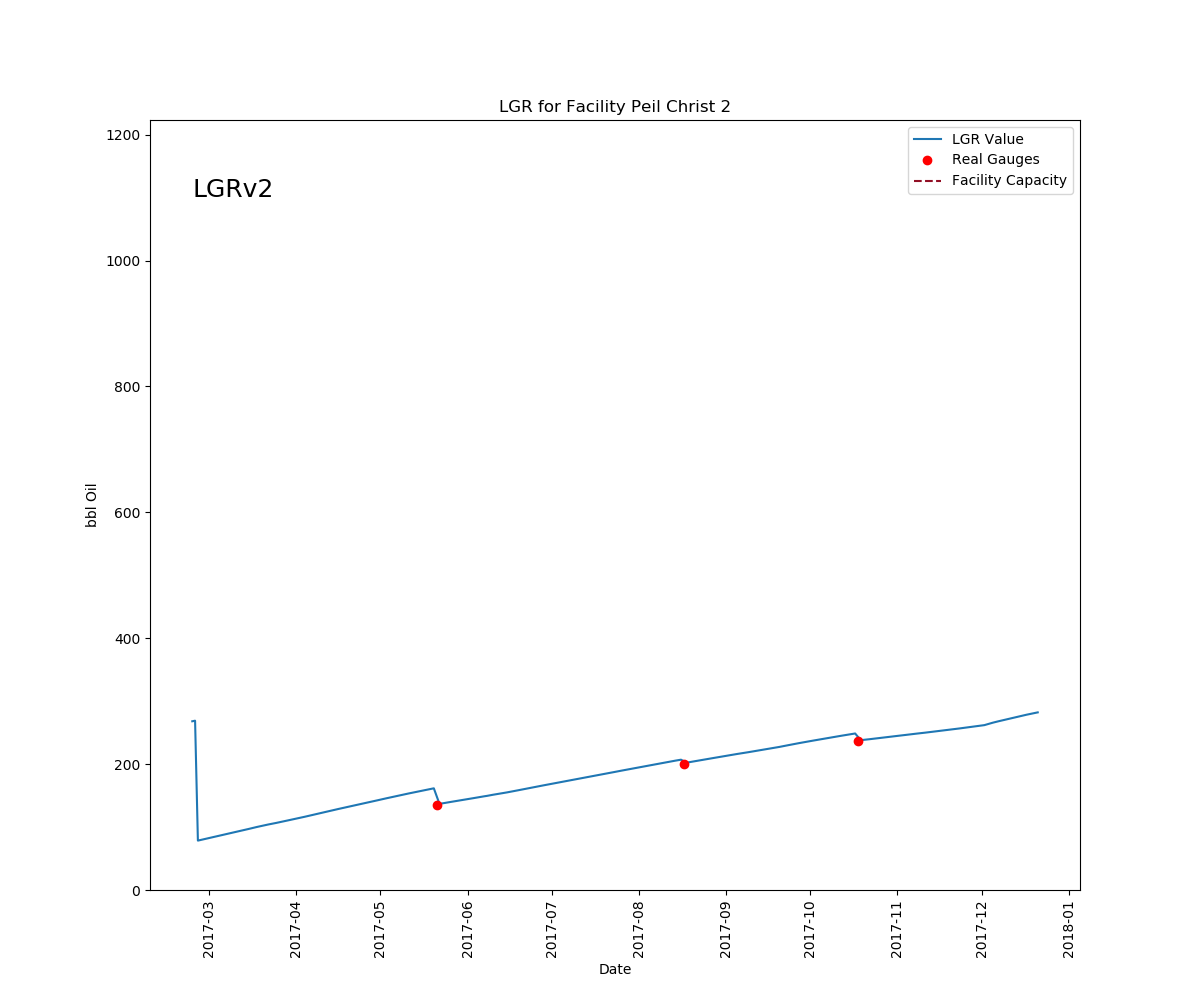 LGR for Facility Peil Christ 2
LGRv2
LGR Value
Real Gauges
Facility Capacity
1200
1000
800
600
400
200
0
bbl Oil
2017-03
2017-04
2017-05
2017-06
2017-07
2017-08
2017-09
2017-10
2017-11
2017-12
2018-01
Date